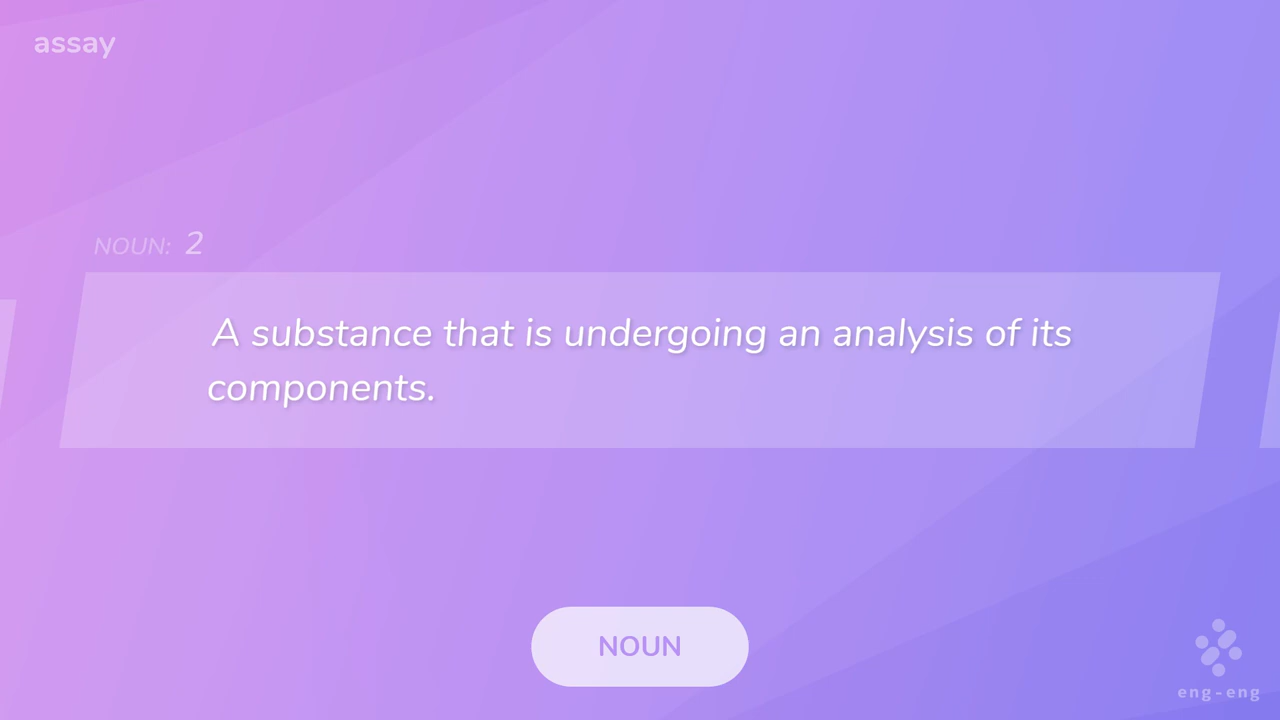 assay
NOUN: 2
A substance that is undergoing an analysis of its
components.
NOUN
eng-eng